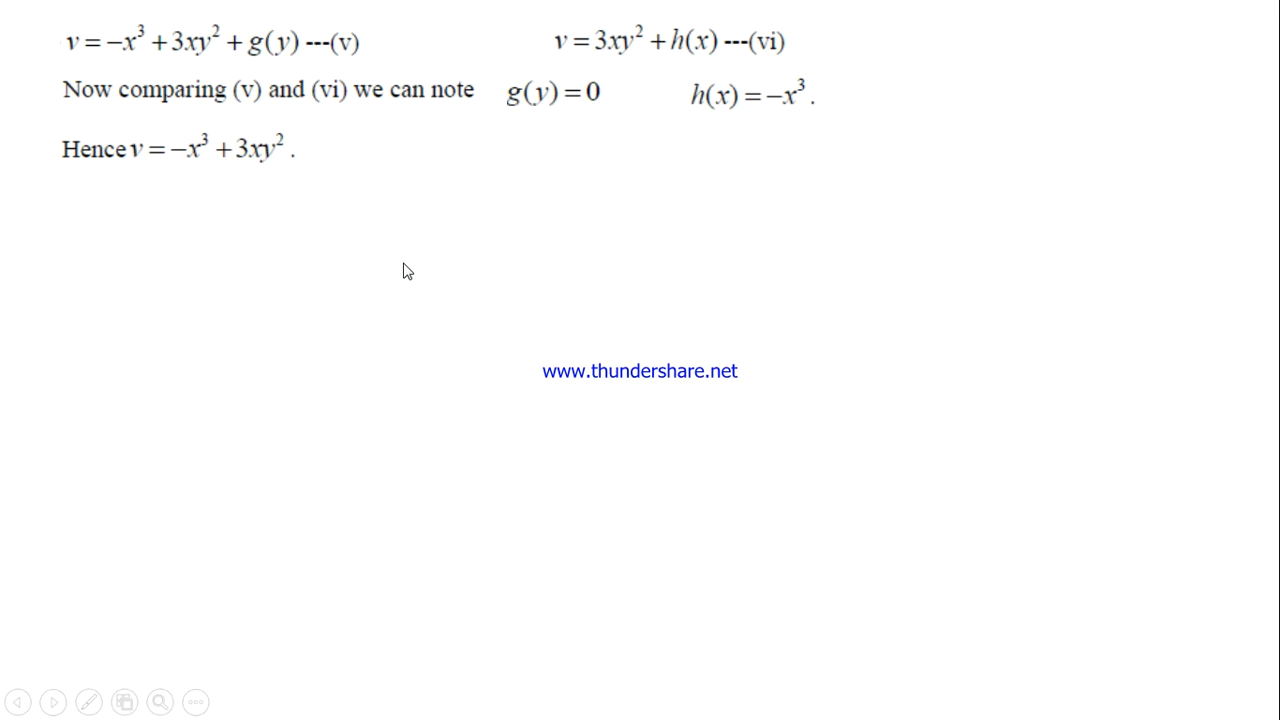 v = −x³ + 3xy² + g(y) ---(v) v = 3xy² + h(x) ---(vi)
Now comparing (v) and (vi) we can note g(y) = 0 h(x) = −x³ .
Hence v = −x³ + 3xy² .
www.thundershare.net